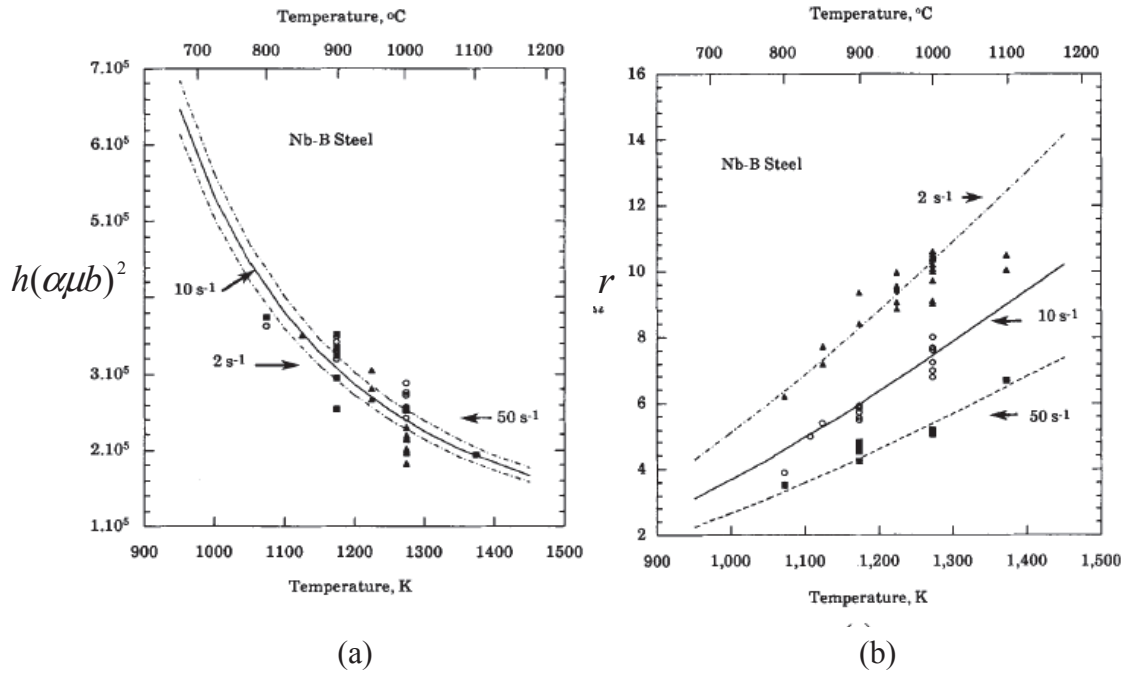 Temperature, ºC
700 800 900 1000 1100 1200
7.10⁵
6.10⁵
5.10⁵
3.10⁵
2.10⁵
1.10⁵
h(αμb)²
Nb-B Steel
10 s⁻¹
2 s⁻¹
50 s⁻¹
900 1000 1100 1200 1300 1400 1500
Temperature, K
(a)
Temperature, ºC
700 800 900 1000 1100 1200
16
14
12
10
8
6
4
2
r
Nb-B Steel
2 s⁻¹
10 s⁻¹
50 s⁻¹
900 1,000 1,100 1,200 1,300 1,400 1,500
Temperature, K
(b)